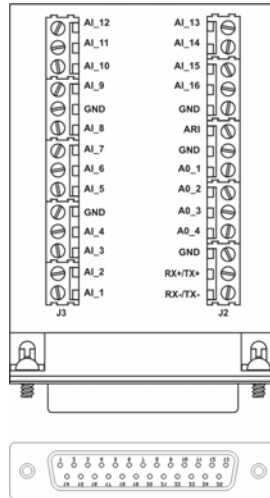 AI_12
AI_11
AI_10
AI_9
GND
AI_8
AI_7
AI_6
AI_5
GND
AI_4
AI_3
AI_2
AI_1
J3
AI_13
AI_14
AI_15
AI_16
GND
ARI
GND
A0_1
A0_2
A0_3
A0_4
GND
RX+/TX+
RX-/TX-
J2